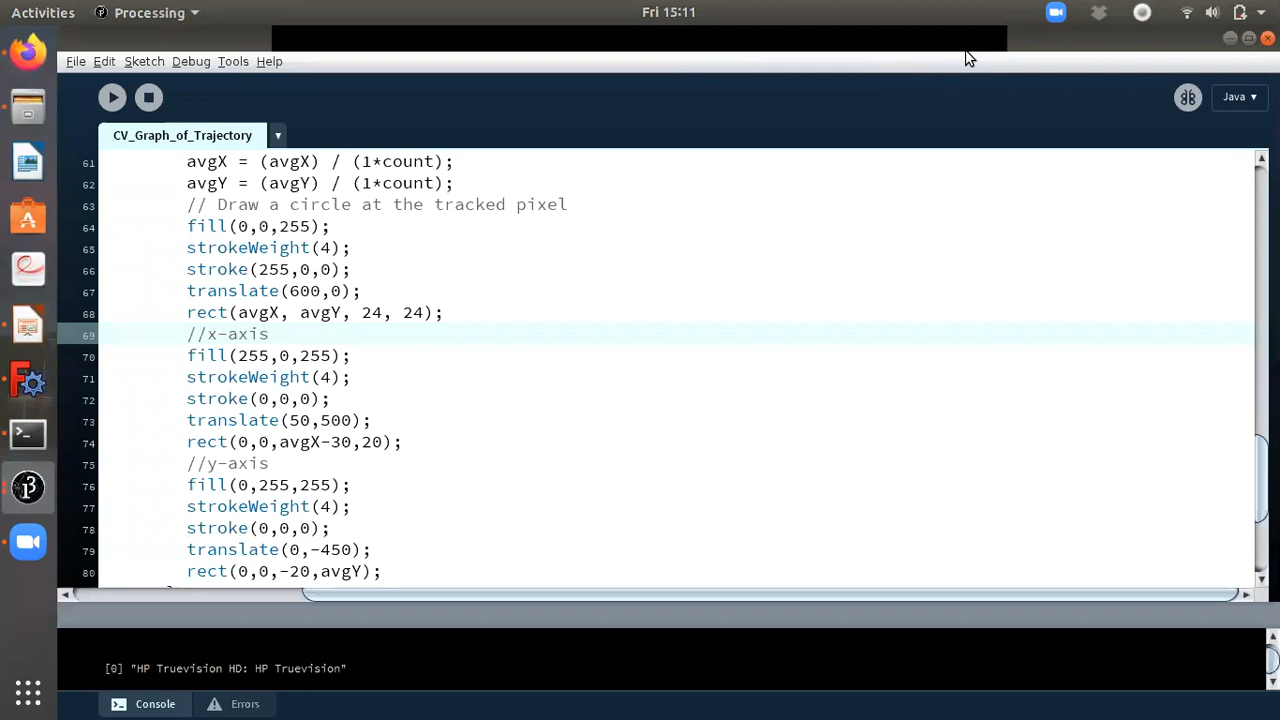 Activities Processing Fri 15:11
File Edit Sketch Debug Tools Help
Java
CV_Graph_of_Trajectory
61 avgX = (avgX) / (1*count);
62 avgY = (avgY) / (1*count);
63 // Draw a circle at the tracked pixel
64 fill(0,0,255);
65 strokeWeight(4);
66 stroke(255,0,0);
67 translate(600,0);
68 rect(avgX, avgY, 24, 24);
69 //x-axis
70 fill(255,0,255);
71 strokeWeight(4);
72 stroke(0,0,0);
73 translate(50,500);
74 rect(0,0,avgX-30,20);
75 //y-axis
76 fill(0,255,255);
77 strokeWeight(4);
78 stroke(0,0,0);
79 translate(0,-450);
80 rect(0,0,-20,avgY);
[0] "HP Truevision HD: HP Truevision"
Console Errors